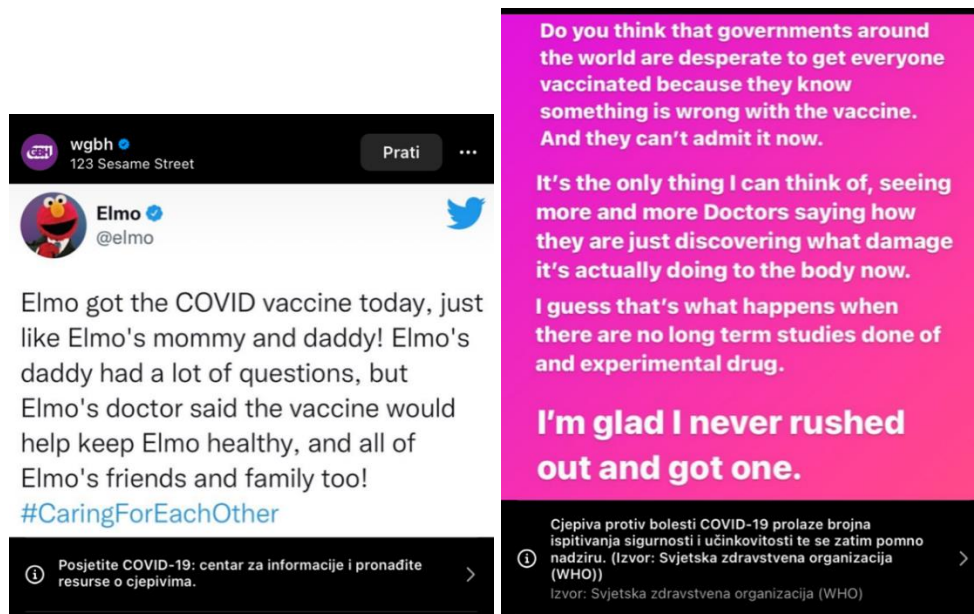 GBH
wgbh
123 Sesame Street
Prati
Elmo
@elmo
Elmo got the COVID vaccine today, just
like Elmo's mommy and daddy! Elmo's
daddy had a lot of questions, but
Elmo's doctor said the vaccine would
help keep Elmo healthy, and all of
Elmo's friends and family too!
#CaringForEachOther
Posjetite COVID-19: centar za informacije i pronađite
resurse o cjepivima.
Do you think that governments around
the world are desperate to get everyone
vaccinated because they know
something is wrong with the vaccine.
And they can't admit it now.
It's the only thing I can think of, seeing
more and more Doctors saying how
they are just discovering what damage
it's actually doing to the body now.
I guess that's what happens when
there are no long term studies done of
and experimental drug.
I'm glad I never rushed
out and got one.
Cjepiva protiv bolesti COVID-19 prolaze brojna
ispitivanja sigurnosti i učinkovitosti te se zatim pomno
nadziru. (Izvor: Svjetska zdravstvena organizacija
(WHO))
Izvor: Svjetska zdravstvena organizacija (WHO)